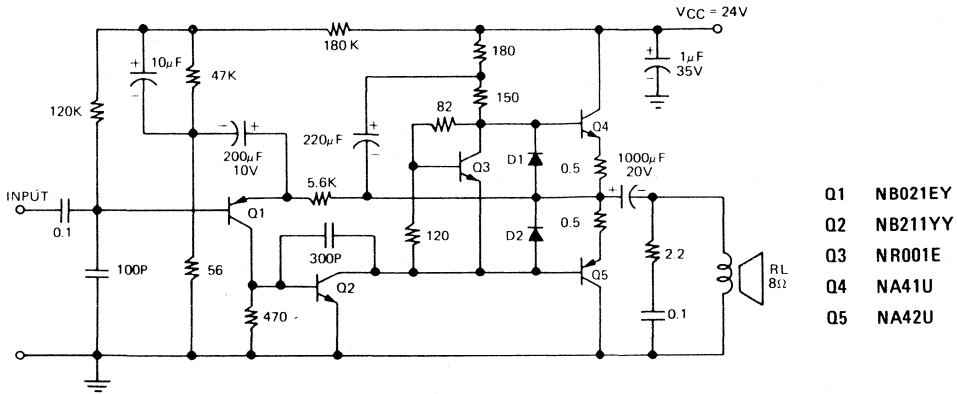 VCC = 24V
180 K
180
10μF
+
-
47K
+
1μF
35V
-
120K
150
82
- +
200μF
10V
220μF
+
-
Q3
D1
Q4
0.5
1000μF
20V
+ -
INPUT
0.1
Q1
5.6K
0.5
120
D2
2.2
100P
56
300P
Q2
Q5
RL
8Ω
470
0.1
Q1 NB021EY
Q2 NB211YY
Q3 NR001E
Q4 NA41U
Q5 NA42U